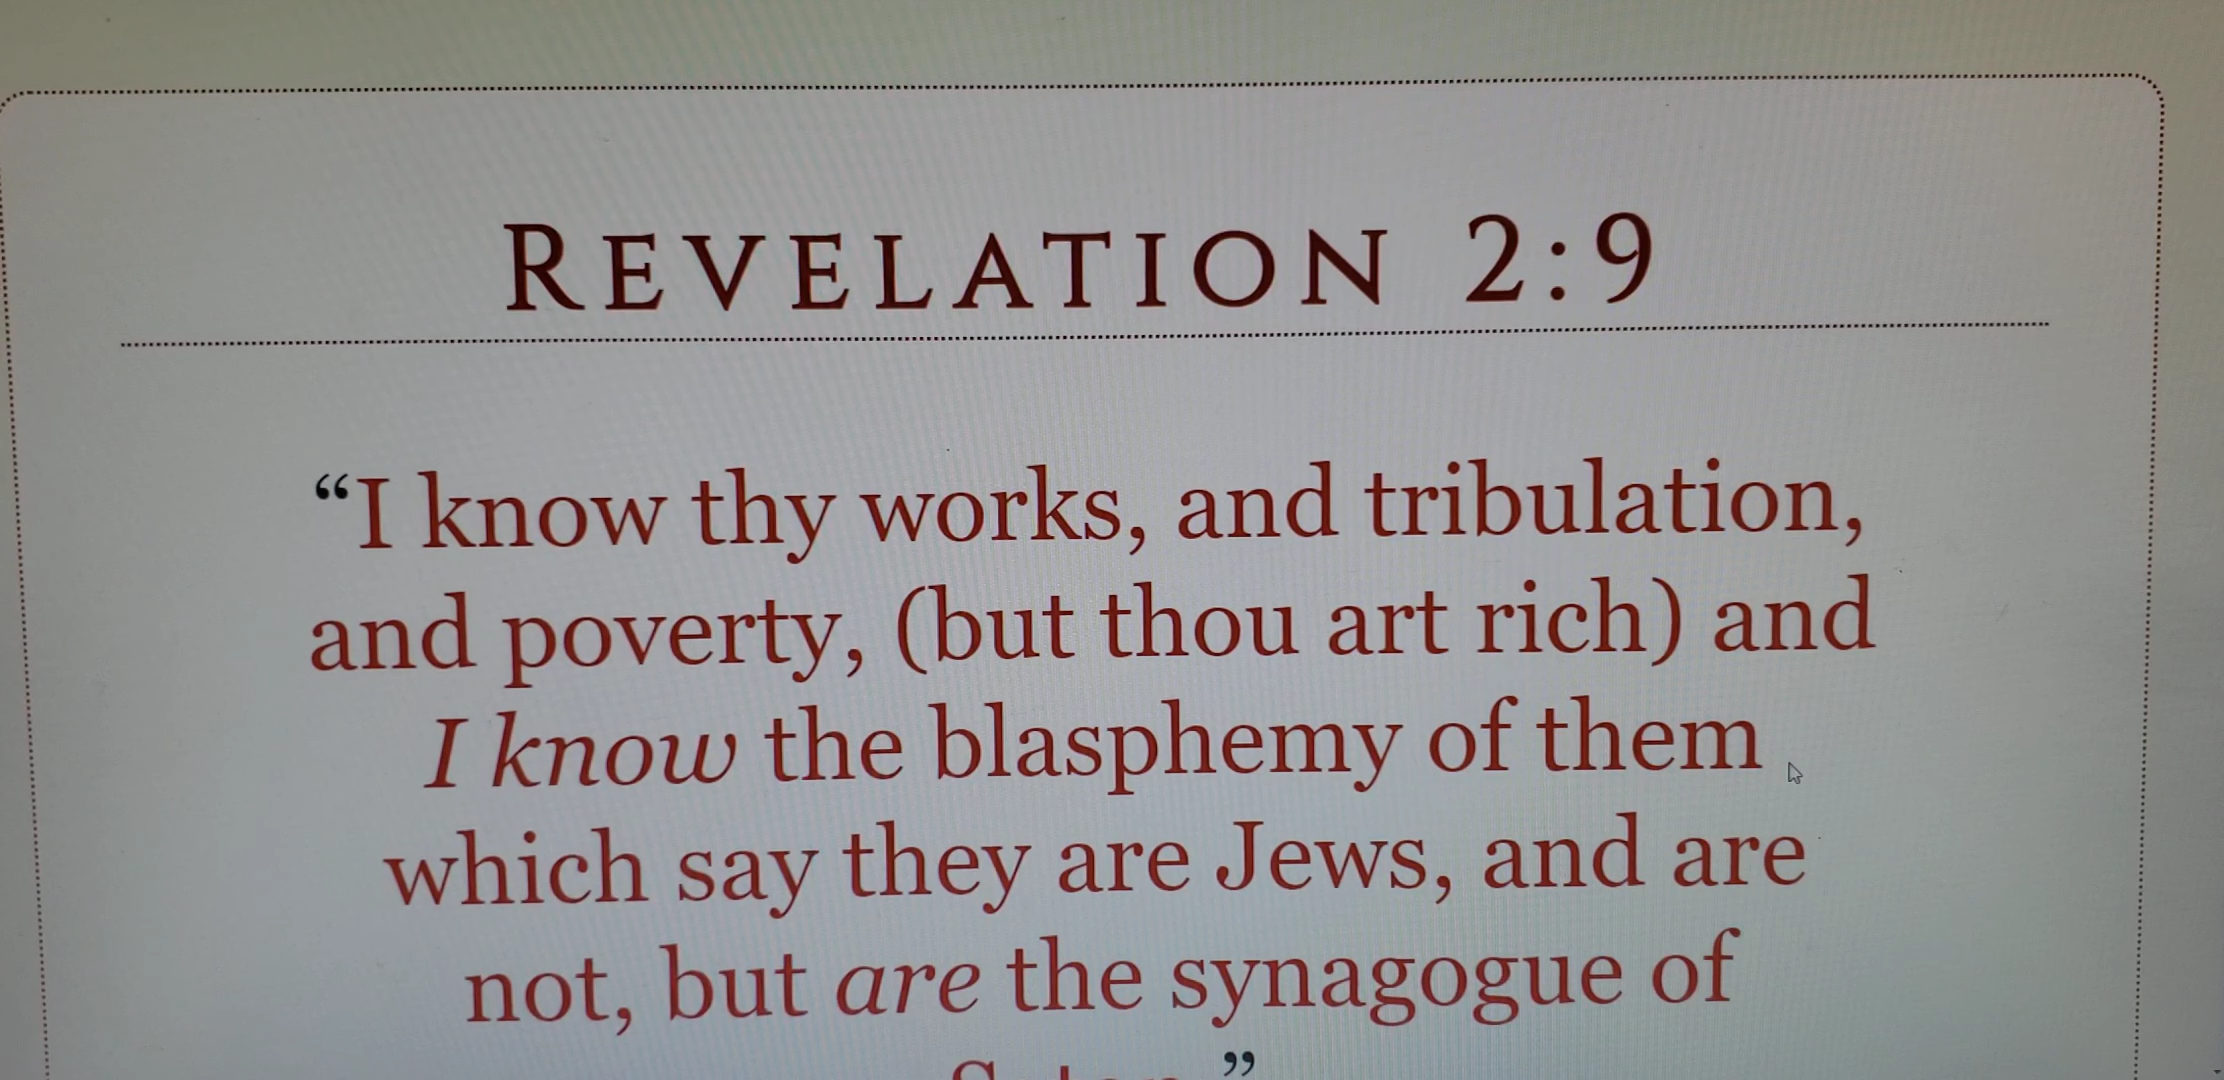 REVELATION 2:9
“I know thy works, and tribulation,
and poverty, (but thou art rich) and
I know the blasphemy of them
which say they are Jews, and are
not, but are the synagogue of
”